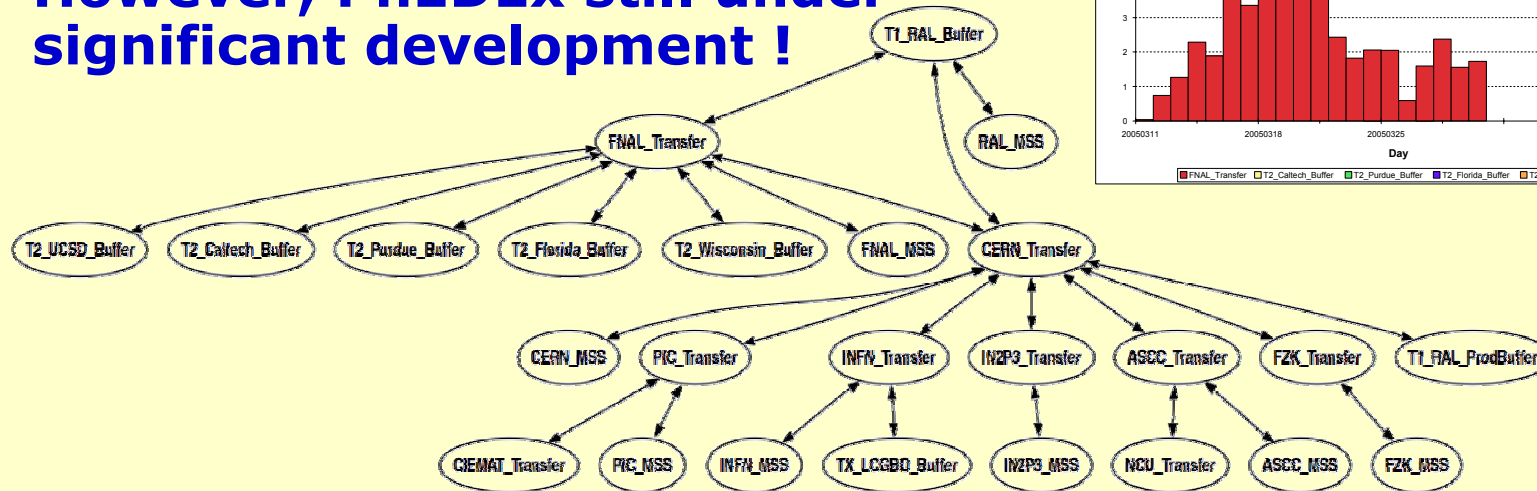 significant development !
T1_RAL_Buffer
FNAL_Transfer
RAL_MSS
T2_UCSD_Buffer
T2_Caltech_Buffer
T2_Purdue_Buffer
T2_Florida_Buffer
T2_Wisconsin_Buffer
FNAL_MSS
CERN_Transfer
CERN_MSS
PIC_Transfer
INFN_Transfer
IN2P3_Transfer
ASCC_Transfer
FZK_Transfer
T1_RAL_ProdBuffer
CIEMAT_Transfer
PIC_MSS
INFN_MSS
TX_LCGBO_Buffer
IN2P3_MSS
NCU_Transfer
ASCC_MSS
FZK_MSS
3
2
1
0
20050311 20050318 20050325
Day
FNAL_Transfer T2_Caltech_Buffer T2_Purdue_Buffer T2_Florida_Buffer